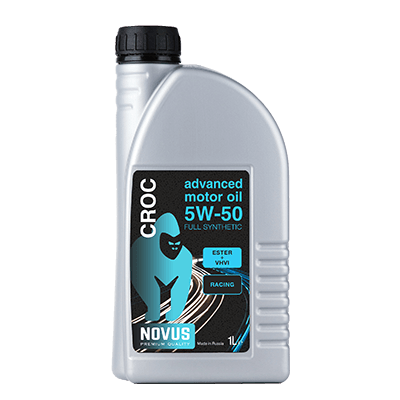 CROC
advanced
motor oil
5W-50
FULL SYNTHETIC
ESTER
+
VHVI
RACING
NOVUS
PREMIUM QUALITY
Made in Russia
1L